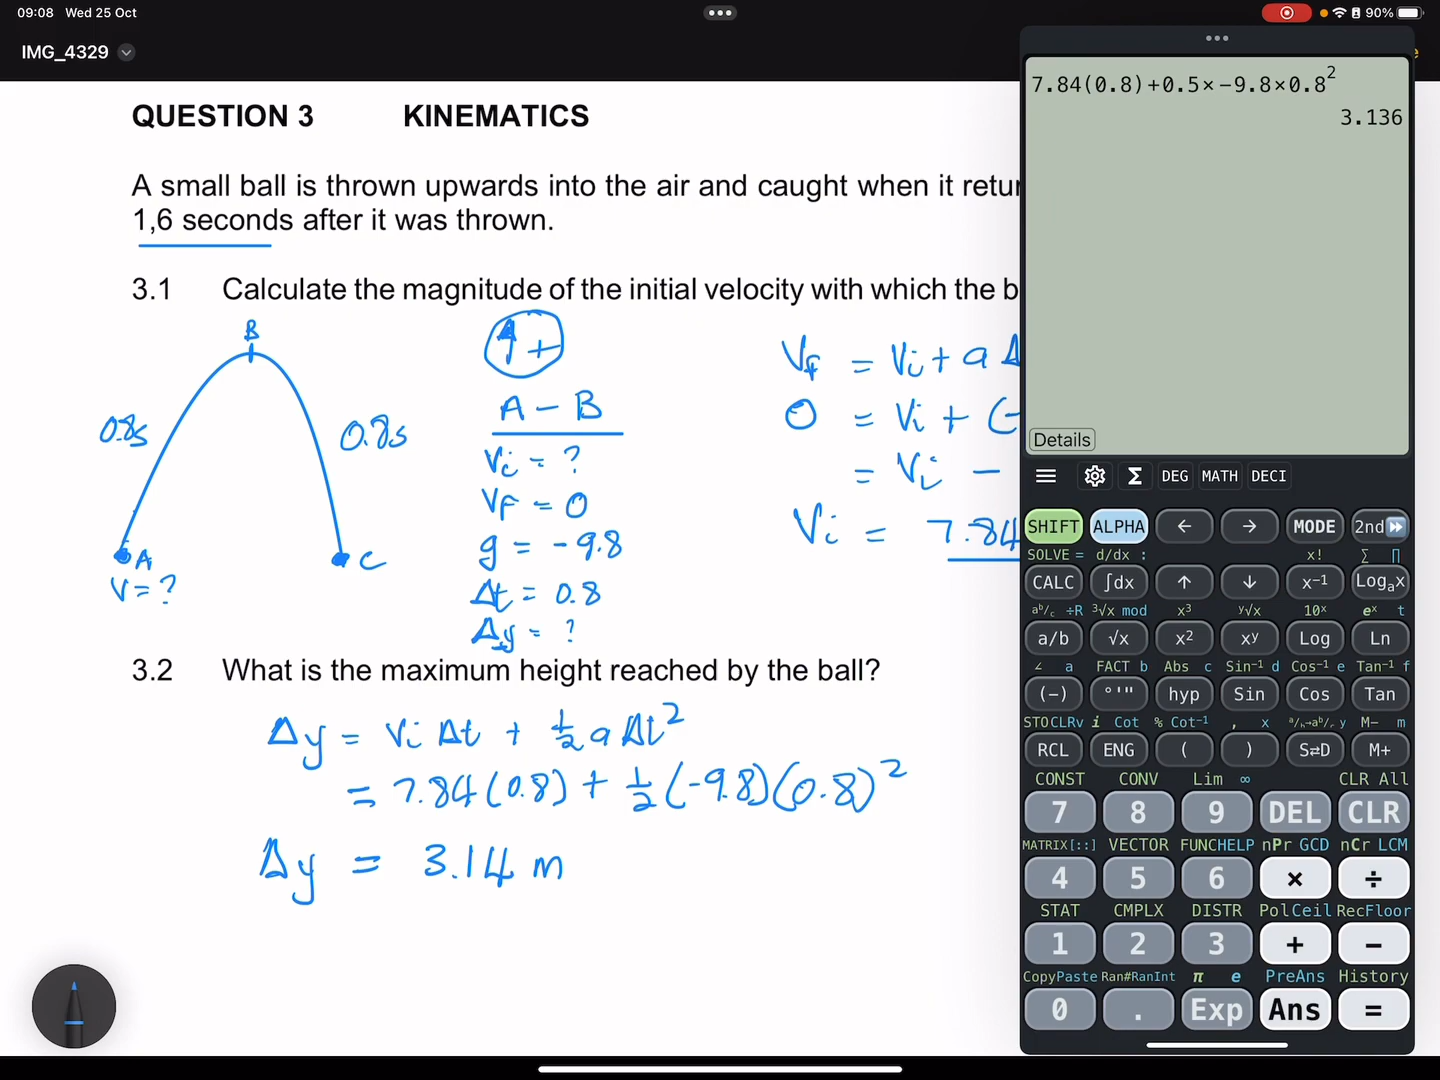 09:08 Wed 25 Oct
90%
IMG_4329
QUESTION 3 KINEMATICS
A small ball is thrown upwards into the air and caught when it
1,6 seconds after it was thrown.
3.1 Calculate the magnitude of the initial velocity with which the
B
0.8s
0.8s
A
V = ?
C
+
A - B
Vi = ?
VF = 0
g = -9.8
Δt = 0.8
Δy = ?
VF = Vi + a Δ
0 = Vi + (-
= Vi -
Vi = 7.84
3.2 What is the maximum height reached by the ball?
Δy = Vi Δt + ½ a Δt²
= 7.84(0.8) + ½ (-9.8)(0.8)²
Δy = 3.14 m
7.84(0.8)+0.5×-9.8×0.8²
3.136
Details
Σ DEG MATH DECI
SHIFT ALPHA ← → MODE 2nd
SOLVE = d/dx : x! Σ ∏
CALC ∫dx ↑ ↓ x⁻¹ Logₐx
aᵇ/꜀ ÷R ³√x mod x³ ʸ√x 10ˣ eˣ t
a/b √x x² xʸ Log Ln
∠ a FACT b Abs c Sin⁻¹ d Cos⁻¹ e Tan⁻¹ f
(−) °'" hyp Sin Cos Tan
STO CLRv i Cot % Cot⁻¹ , x y M− m
RCL ENG ( ) S⇄D M+
CONST CONV Lim ∞ CLR All
7 8 9 DEL CLR
MATRIX[::] VECTOR FUNC HELP nPr GCD nCr LCM
4 5 6 × ÷
STAT CMPLX DISTR Pol Ceil Rec Floor
1 2 3 + −
Copy Paste Ran# RanInt π e PreAns History
0 . Exp Ans =